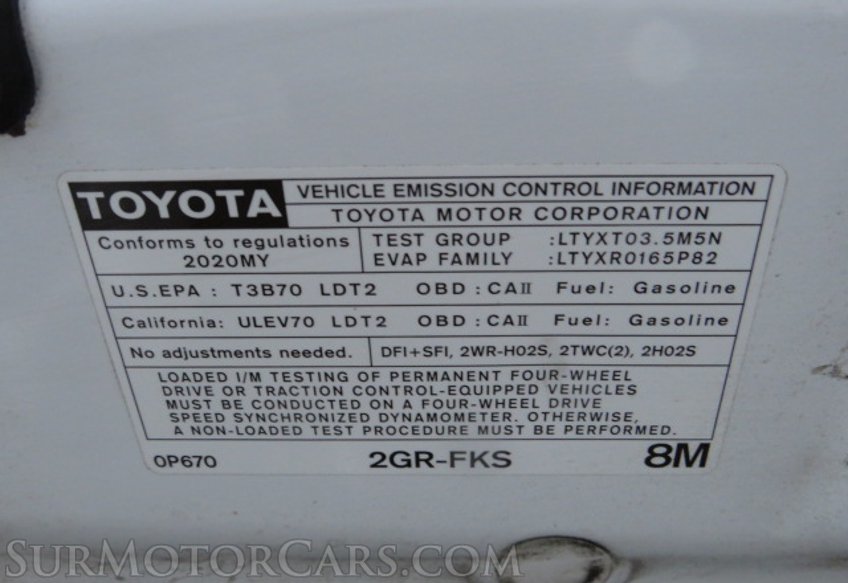 TOYOTA
VEHICLE EMISSION CONTROL INFORMATION
TOYOTA MOTOR CORPORATION
Conforms to regulations
2020MY
TEST GROUP :LTYXT03.5M5N
EVAP FAMILY :LTYXR0165P82
U.S.EPA : T3B70 LDT2 OBD : CAII Fuel: Gasoline
California: ULEV70 LDT2 OBD : CAII Fuel: Gasoline
No adjustments needed.
DFI+SFI, 2WR-HO2S, 2TWC(2), 2HO2S
LOADED I/M TESTING OF PERMANENT FOUR-WHEEL
DRIVE OR TRACTION CONTROL-EQUIPPED VEHICLES
MUST BE CONDUCTED ON A FOUR-WHEEL DRIVE
SPEED SYNCHRONIZED DYNAMOMETER. OTHERWISE,
A NON-LOADED TEST PROCEDURE MUST BE PERFORMED.
0P670 2GR-FKS 8M
SURMOTORCARS.COM